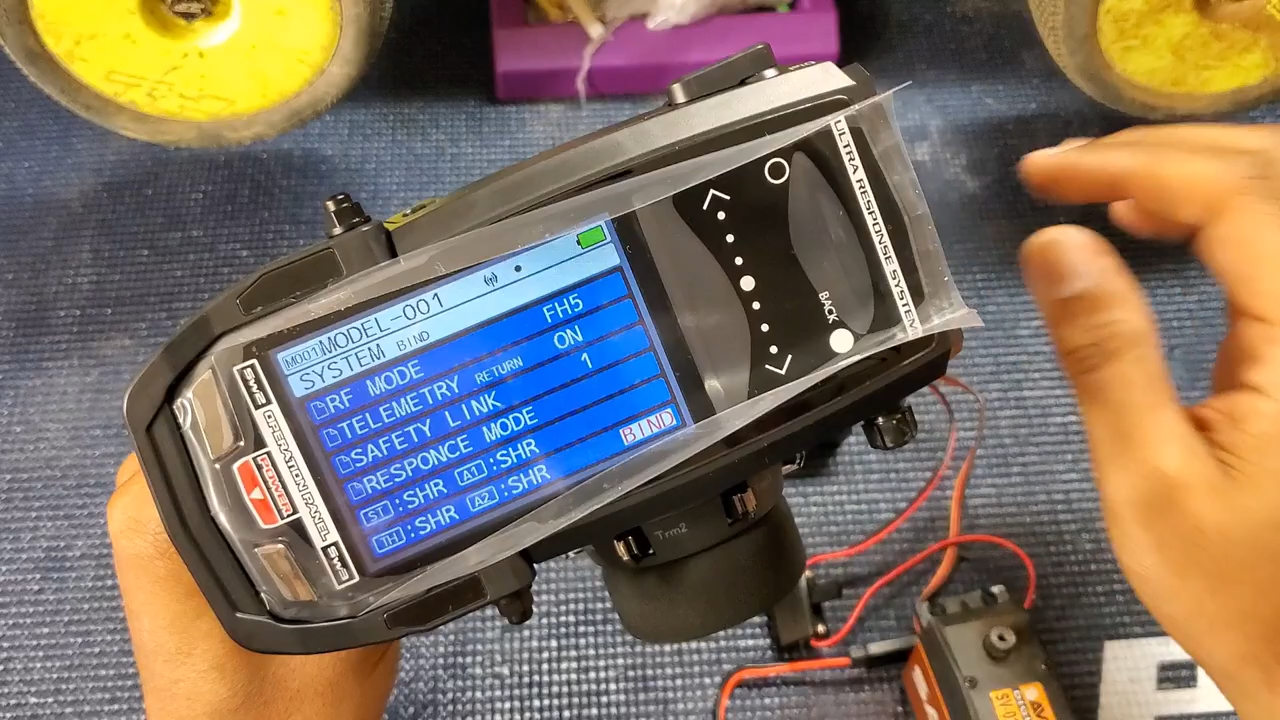 M001 MODEL-001
SYSTEM BIND
RF MODE FH5
TELEMETRY RETURN ON
SAFETY LINK 1
RESPONCE MODE
ST :SHR A1 :SHR
TH :SHR A2 :SHR
BIND
SW2 OPERATION PANEL SW3
POWER
BACK
ULTRA RESPONSE SYSTEM
Trm2